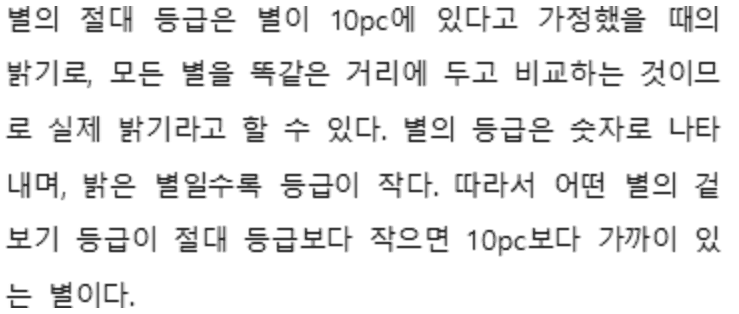 별의 절대 등급은 별이 10pc에 있다고 가정했을 때의
밝기로, 모든 별을 똑같은 거리에 두고 비교하는 것이므
로 실제 밝기라고 할 수 있다. 별의 등급은 숫자로 나타
내며, 밝은 별일수록 등급이 작다. 따라서 어떤 별의 겉
보기 등급이 절대 등급보다 작으면 10pc보다 가까이 있
는 별이다.